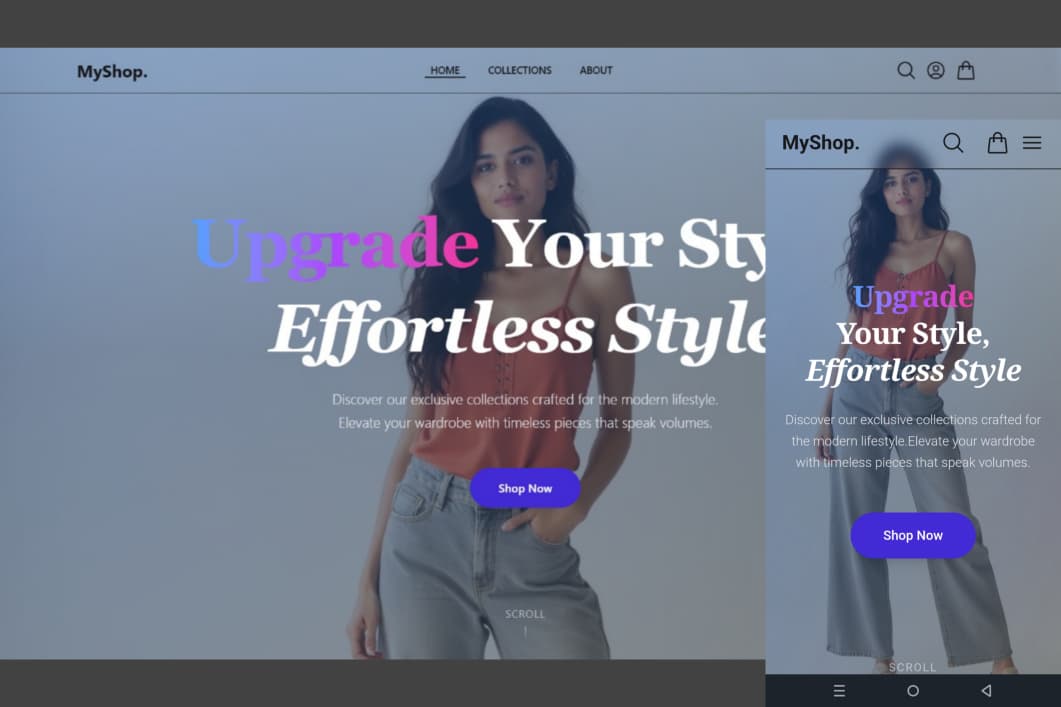 MyShop.
HOME COLLECTIONS ABOUT
Upgrade Your Sty
Effortless Style
Discover our exclusive collections crafted for the modern lifestyle.
Elevate your wardrobe with timeless pieces that speak volumes.
Shop Now
SCROLL
MyShop.
Upgrade
Your Style,
Effortless Style
Discover our exclusive collections crafted for
the modern lifestyle.Elevate your wardrobe
with timeless pieces that speak volumes.
Shop Now
SCROLL